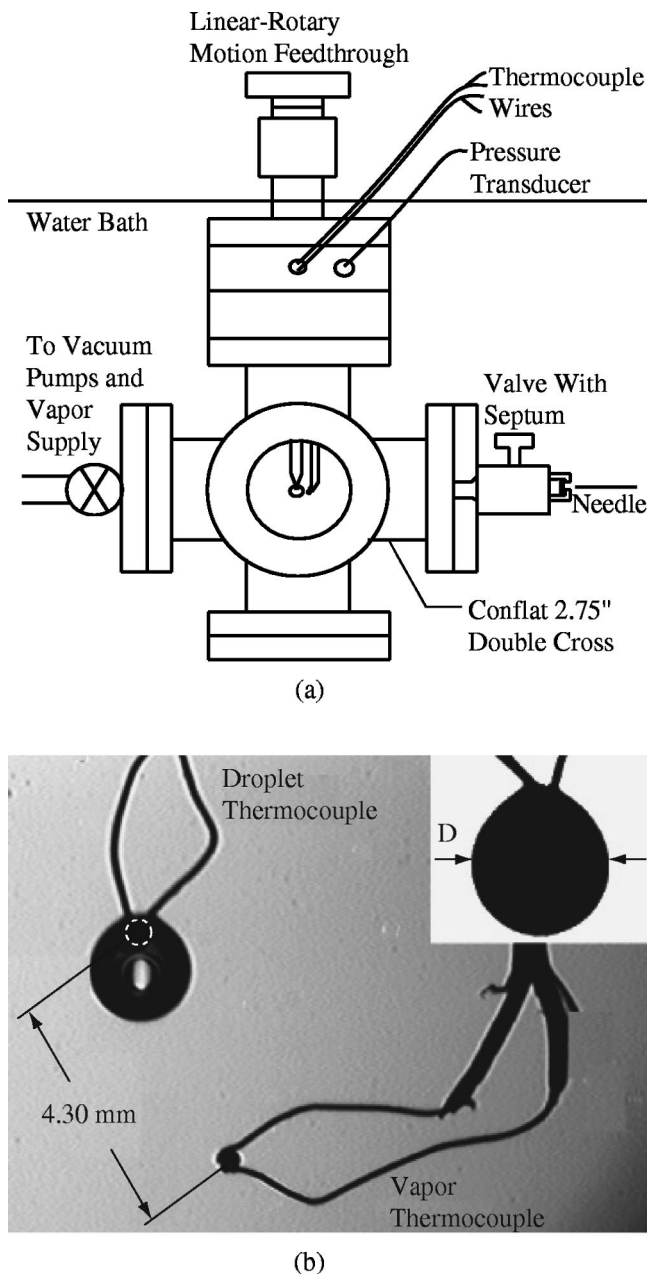 Linear-Rotary
Motion Feedthrough
Thermocouple
Wires
Pressure
Transducer
Water Bath
To Vacuum
Pumps and
Vapor
Supply
Valve With
Septum
Needle
Conflat 2.75"
Double Cross
(a)
Droplet
Thermocouple
D
4.30 mm
Vapor
Thermocouple
(b)